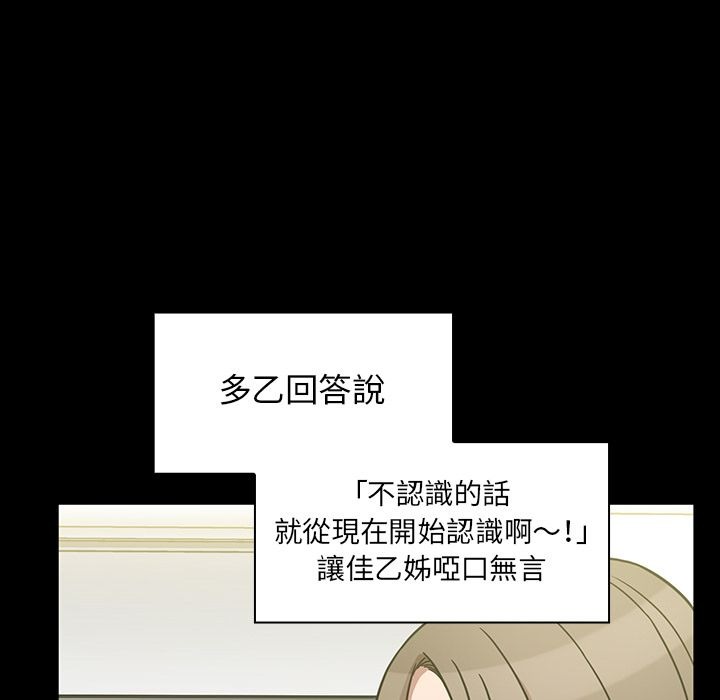 多乙回答說
「不認識的話
就從現在開始認識啊～！」
讓佳乙姊啞口無言